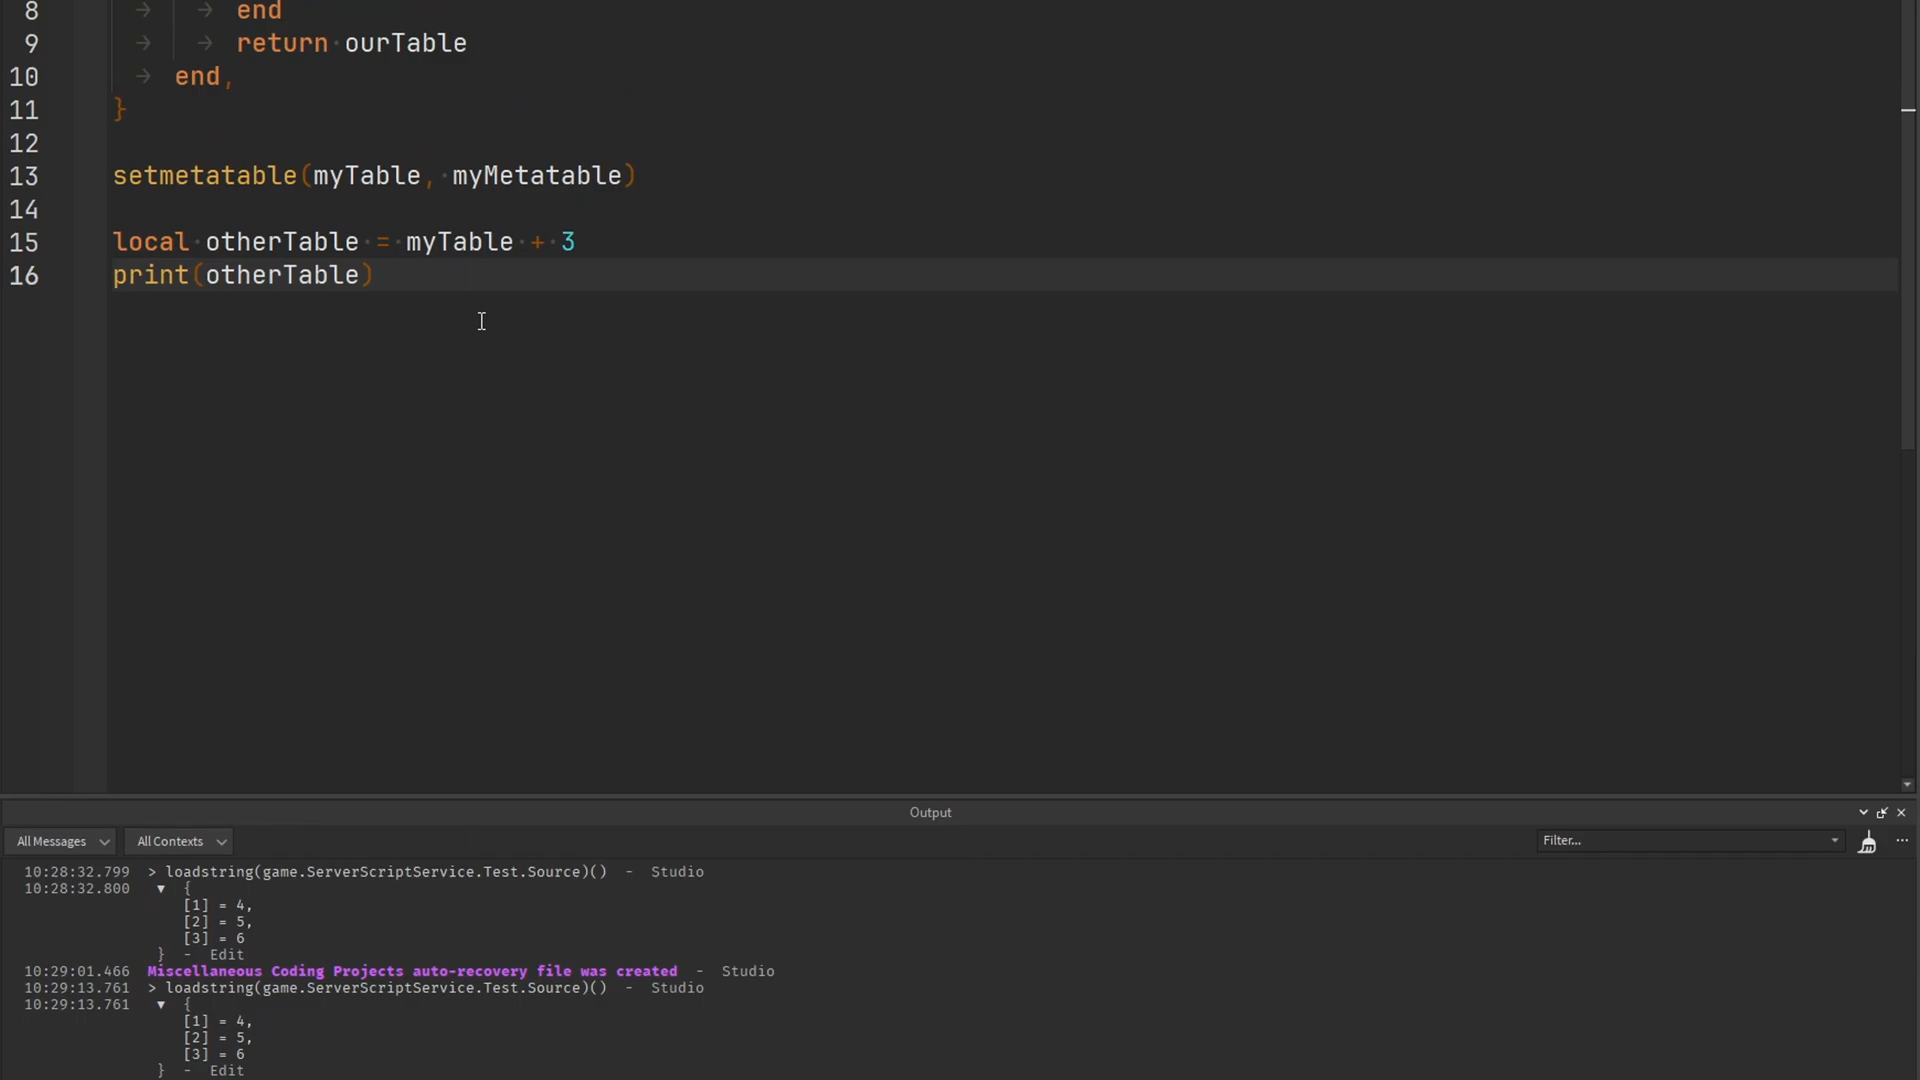 8 end
9 return ourTable
10 end,
11 }
12
13 setmetatable(myTable, myMetatable)
14
15 local otherTable = myTable + 3
16 print(otherTable)
Output
All Messages All Contexts Filter...
10:28:32.799 > loadstring(game.ServerScriptService.Test.Source)() - Studio
10:28:32.800 ▼ {
[1] = 4,
[2] = 5,
[3] = 6
} - Edit
10:29:01.466 Miscellaneous Coding Projects auto-recovery file was created - Studio
10:29:13.761 > loadstring(game.ServerScriptService.Test.Source)() - Studio
10:29:13.761 ▼ {
[1] = 4,
[2] = 5,
[3] = 6
} - Edit